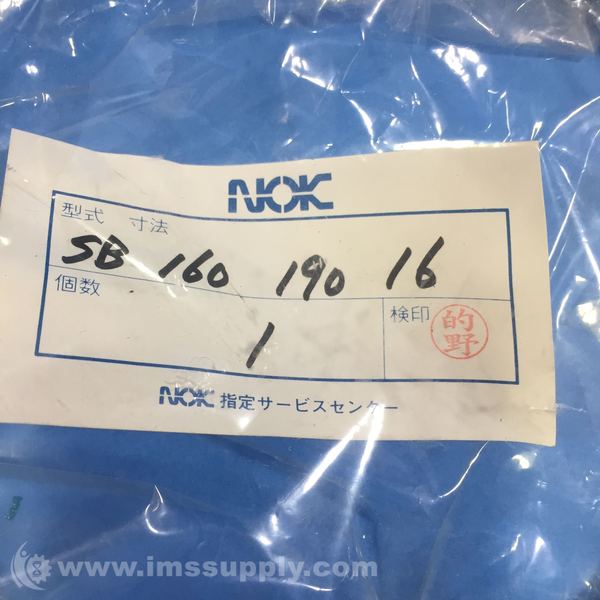 NOK
型式 寸法
SB 160 190 16
個数
1
検印
的野
NOK 指定サービスセンター
© www.imssupply.com